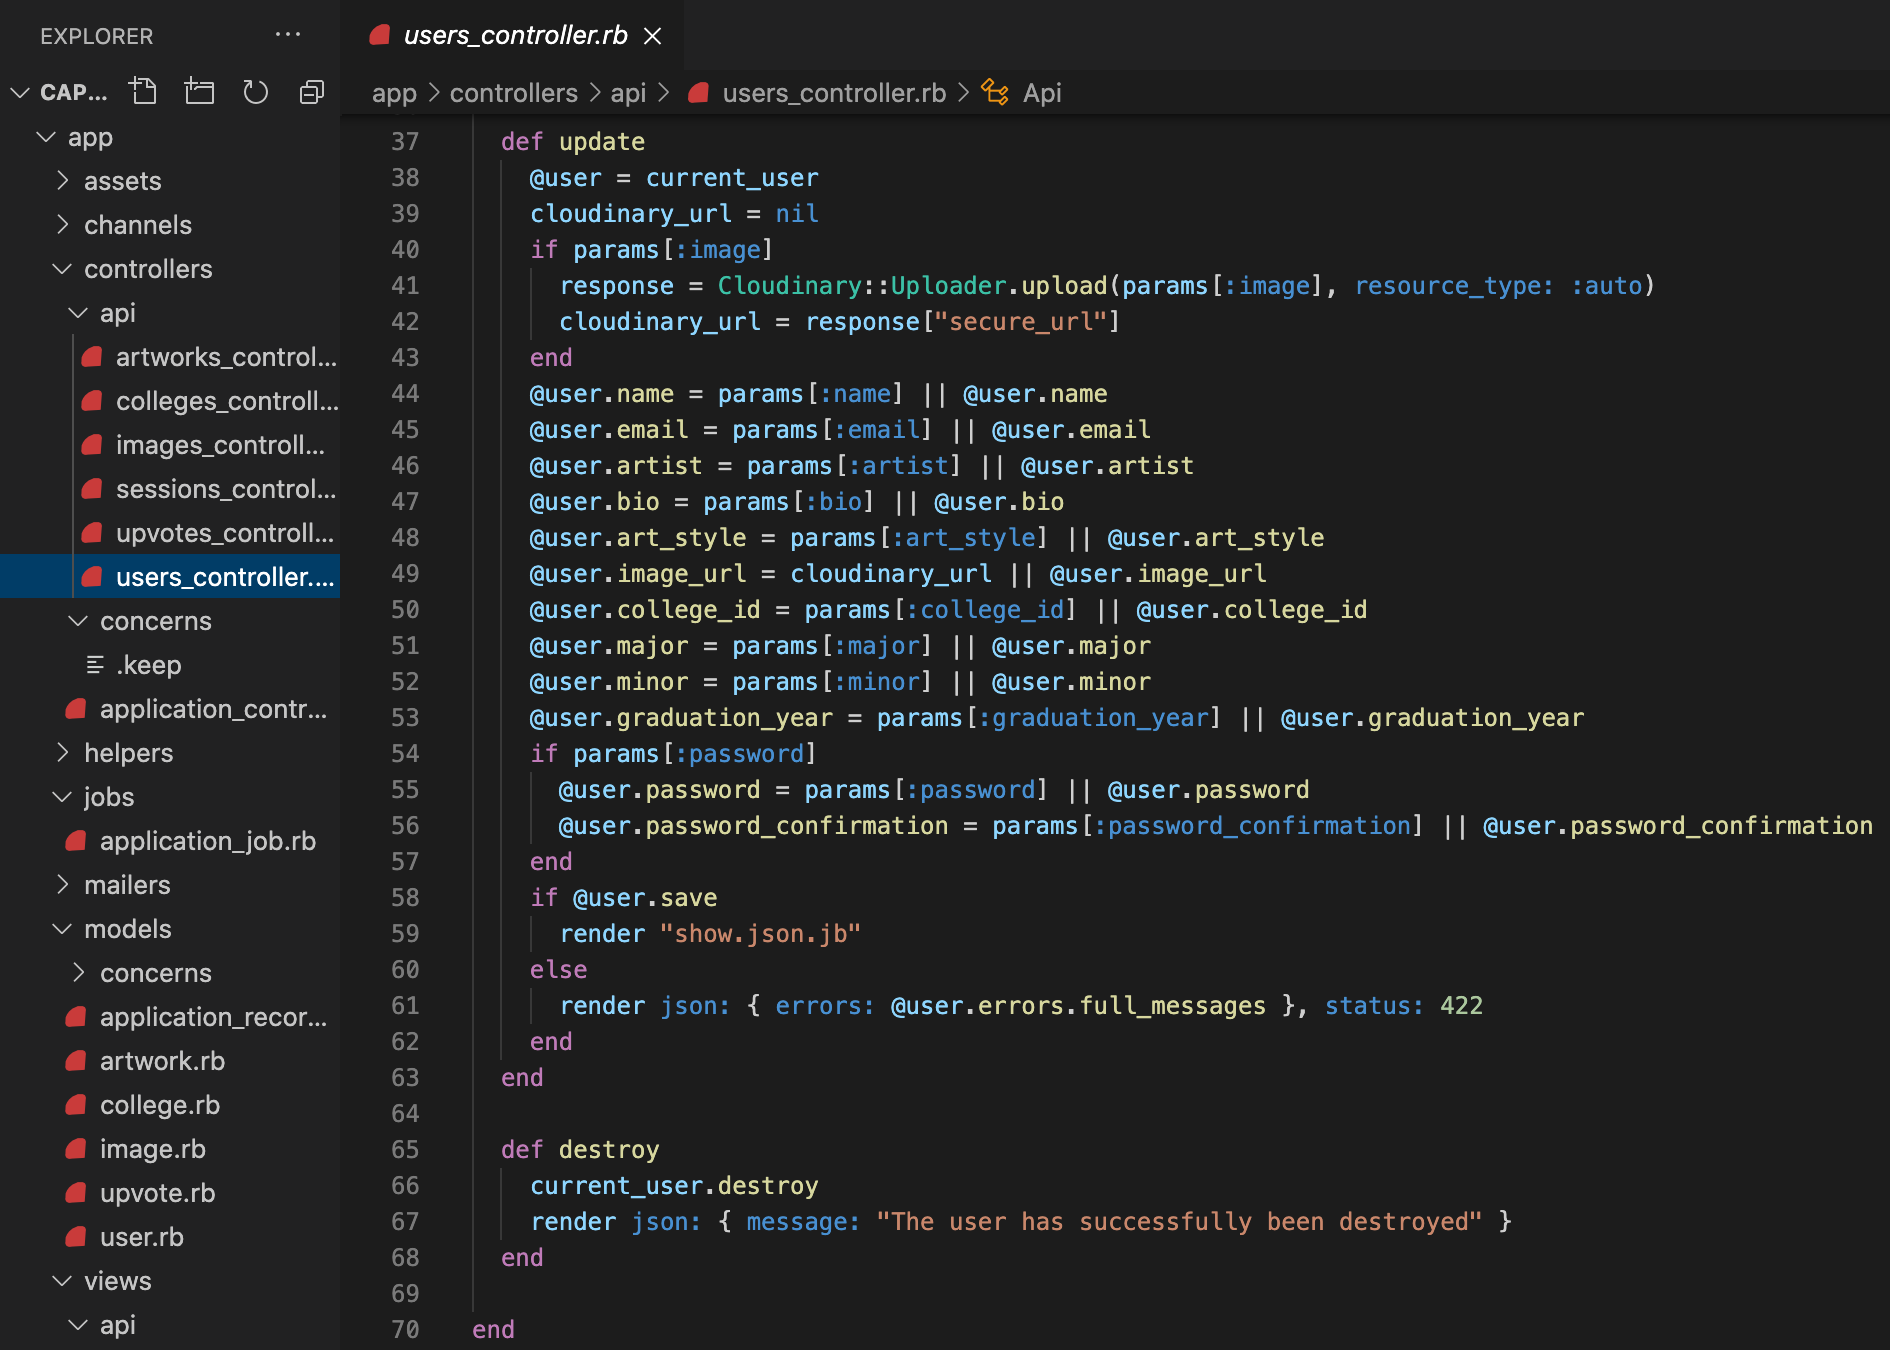 EXPLORER ...
CAP...
app
assets
channels
controllers
api
artworks_control...
colleges_controll...
images_controll...
sessions_control...
upvotes_controll...
users_controller....
concerns
.keep
application_contr...
helpers
jobs
application_job.rb
mailers
models
concerns
application_recor...
artwork.rb
college.rb
image.rb
upvote.rb
user.rb
views
api
users_controller.rb
app > controllers > api > users_controller.rb > Api
37 def update
38 @user = current_user
39 cloudinary_url = nil
40 if params[:image]
41 response = Cloudinary::Uploader.upload(params[:image], resource_type: :auto)
42 cloudinary_url = response["secure_url"]
43 end
44 @user.name = params[:name] || @user.name
45 @user.email = params[:email] || @user.email
46 @user.artist = params[:artist] || @user.artist
47 @user.bio = params[:bio] || @user.bio
48 @user.art_style = params[:art_style] || @user.art_style
49 @user.image_url = cloudinary_url || @user.image_url
50 @user.college_id = params[:college_id] || @user.college_id
51 @user.major = params[:major] || @user.major
52 @user.minor = params[:minor] || @user.minor
53 @user.graduation_year = params[:graduation_year] || @user.graduation_year
54 if params[:password]
55 @user.password = params[:password] || @user.password
56 @user.password_confirmation = params[:password_confirmation] || @user.password_confirmation
57 end
58 if @user.save
59 render "show.json.jb"
60 else
61 render json: { errors: @user.errors.full_messages }, status: 422
62 end
63 end
64
65 def destroy
66 current_user.destroy
67 render json: { message: "The user has successfully been destroyed" }
68 end
69
70 end